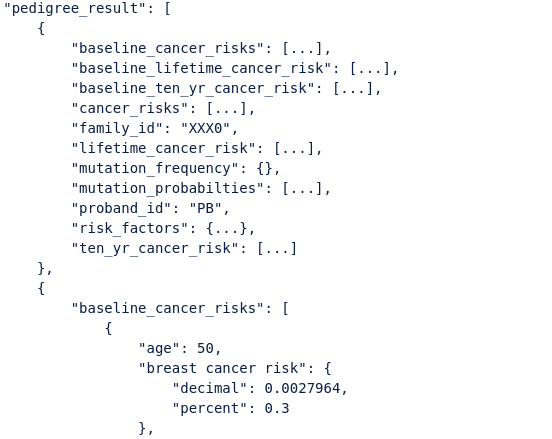 "pedigree_result": [
{
"baseline_cancer_risks": [...],
"baseline_lifetime_cancer_risk": [...],
"baseline_ten_yr_cancer_risk": [...],
"cancer_risks": [...],
"family_id": "XXX0",
"lifetime_cancer_risk": [...],
"mutation_frequency": {},
"mutation_probabilties": [...],
"proband_id": "PB",
"risk_factors": {...},
"ten_yr_cancer_risk": [...]
},
{
"baseline_cancer_risks": [
{
"age": 50,
"breast cancer risk": {
"decimal": 0.0027964,
"percent": 0.3
},